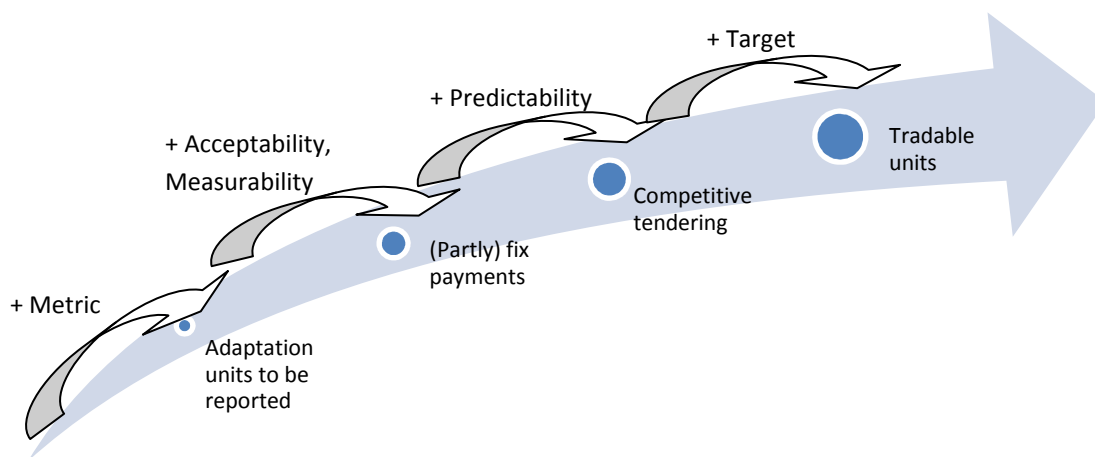 + Target
+ Predictability
+ Acceptability,
Measurability
+ Metric
Tradable
units
Competitive
tendering
(Partly) fix
payments
Adaptation
units to be
reported